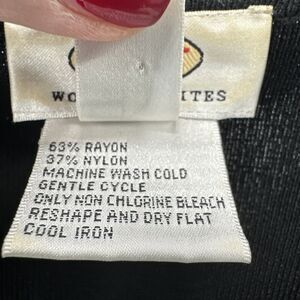 WO ITES
63% RAYON
37% NYLON
MACHINE WASH COLD
GENTLE CYCLE
ONLY NON CHLORINE BLEACH
RESHAPE AND DRY FLAT
COOL IRON